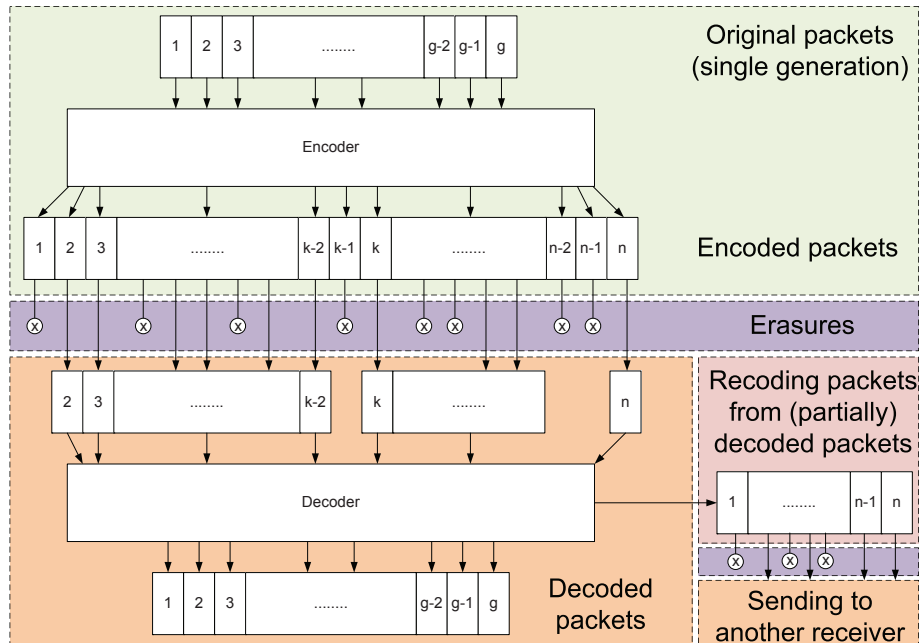 1 2 3 ........ g-2 g-1 g
Original packets
(single generation)
Encoder
1 2 3 ........ k-2 k-1 k ........ n-2 n-1 n
Encoded packets
x x x x x x x x
Erasures
2 3 ........ k-2 k ........ n
Recoding packets
from (partially)
decoded packets
Decoder
1 ........ n-1 n
x x x
1 2 3 ........ g-2 g-1 g
Decoded
packets
Sending to
another receiver